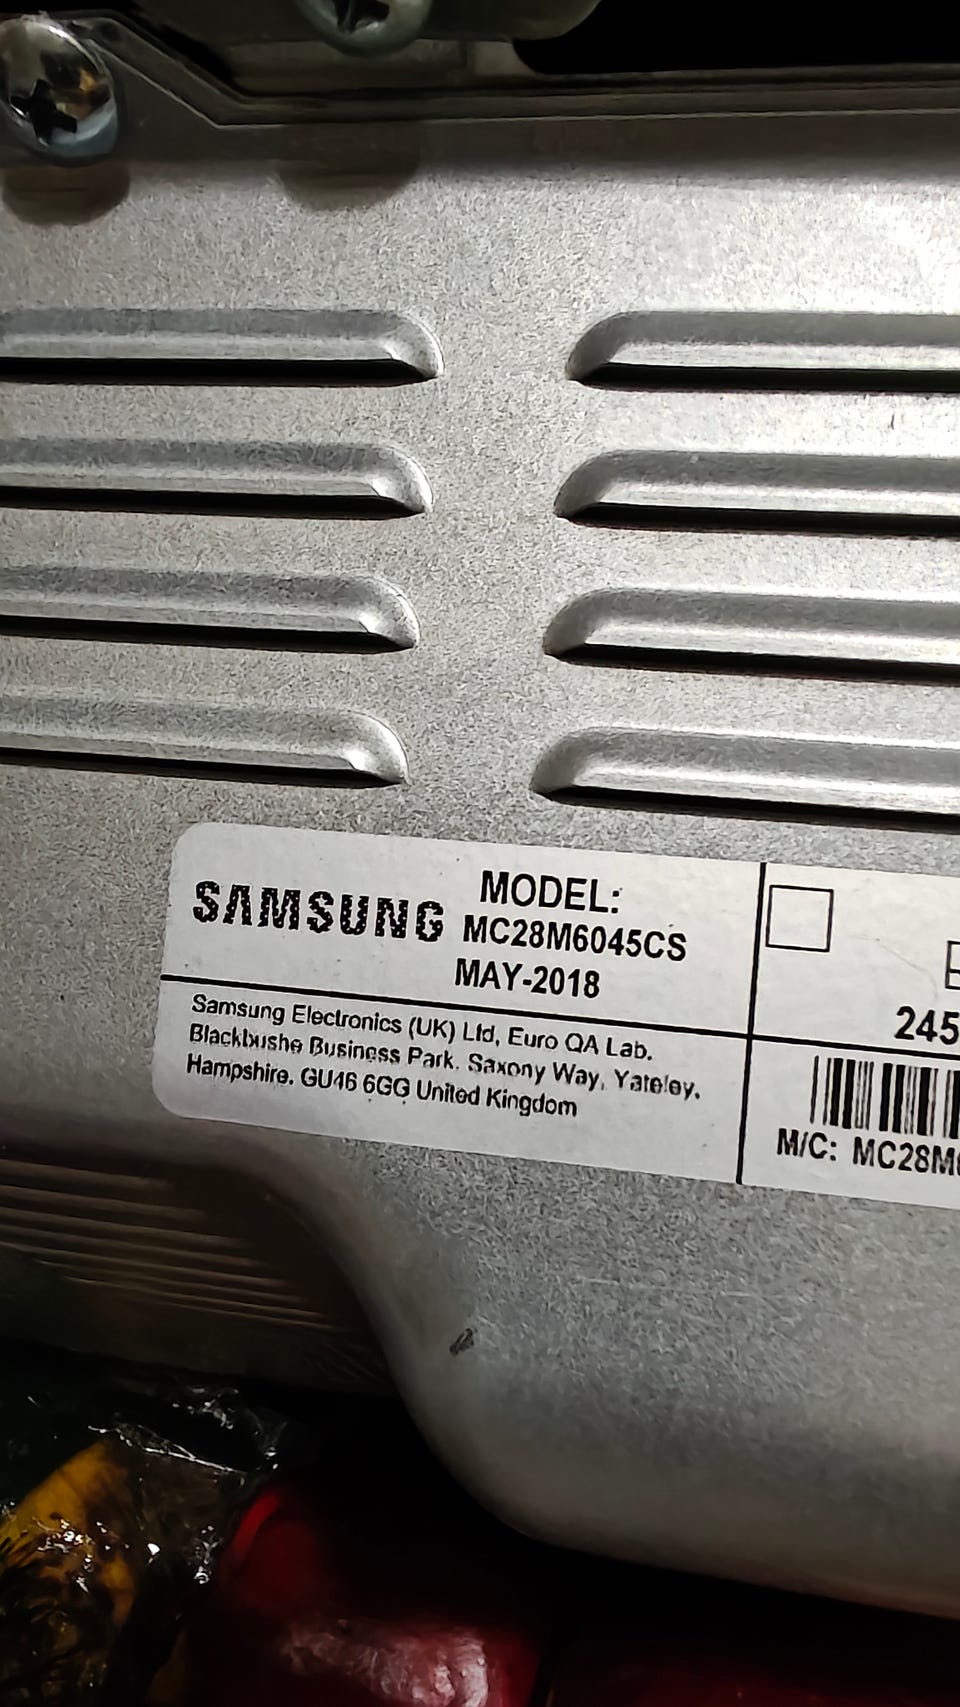 SAMSUNG
MODEL:
MC28M6045CS
MAY-2018
Samsung Electronics (UK) Ltd, Euro QA Lab.
Blackbushe Business Park. Saxony Way, Yateley,
Hampshire. GU46 6GG United Kingdom
245
M/C: MC28M